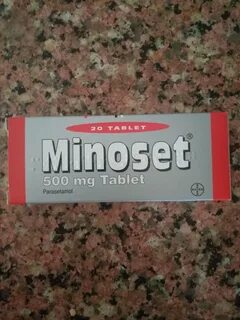 20 TABLET
Minoset®
500 mg Tablet
Parasetamol